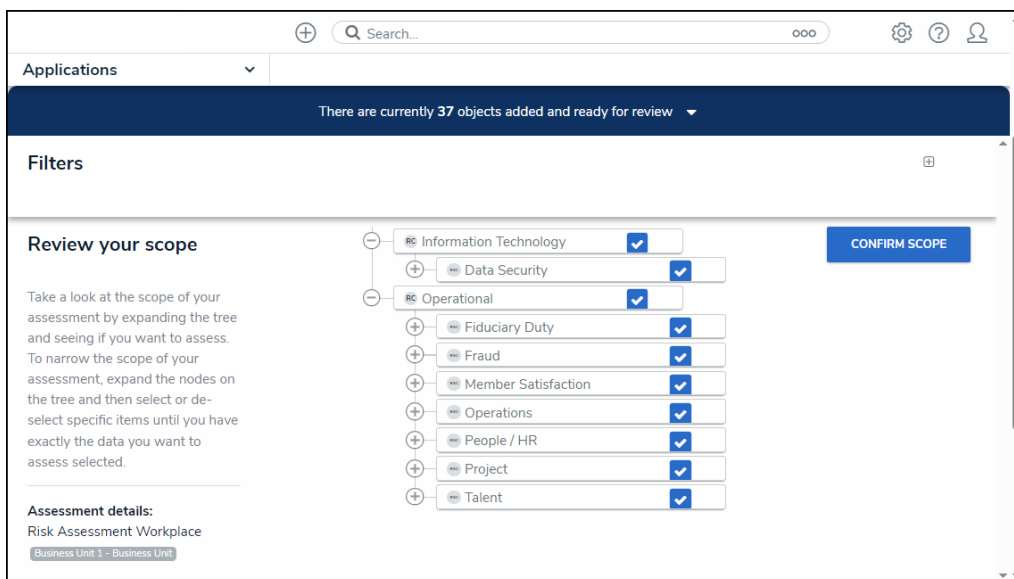 Search...
Applications
There are currently 37 objects added and ready for review
Filters
Review your scope
Take a look at the scope of your
assessment by expanding the tree
and seeing if you want to assess.
To narrow the scope of your
assessment, expand the nodes on
the tree and then select or de-
select specific items until you have
exactly the data you want to
assess selected.
Assessment details:
Risk Assessment Workplace
Business Unit 1 - Business Unit
RC Information Technology
Data Security
RC Operational
Fiduciary Duty
Fraud
Member Satisfaction
Operations
People / HR
Project
Talent
CONFIRM SCOPE